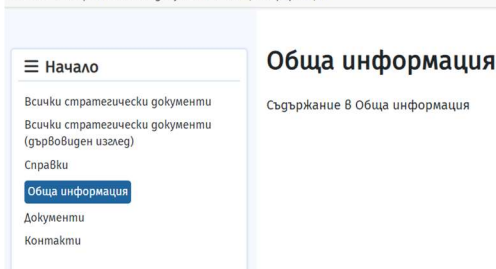 Начало
Всички стратегически документи
Всички стратегически документи
(дървовиден изглед)
Справки
Обща информация
Документи
Контакти
Обща информация
Съдържание в Обща информация